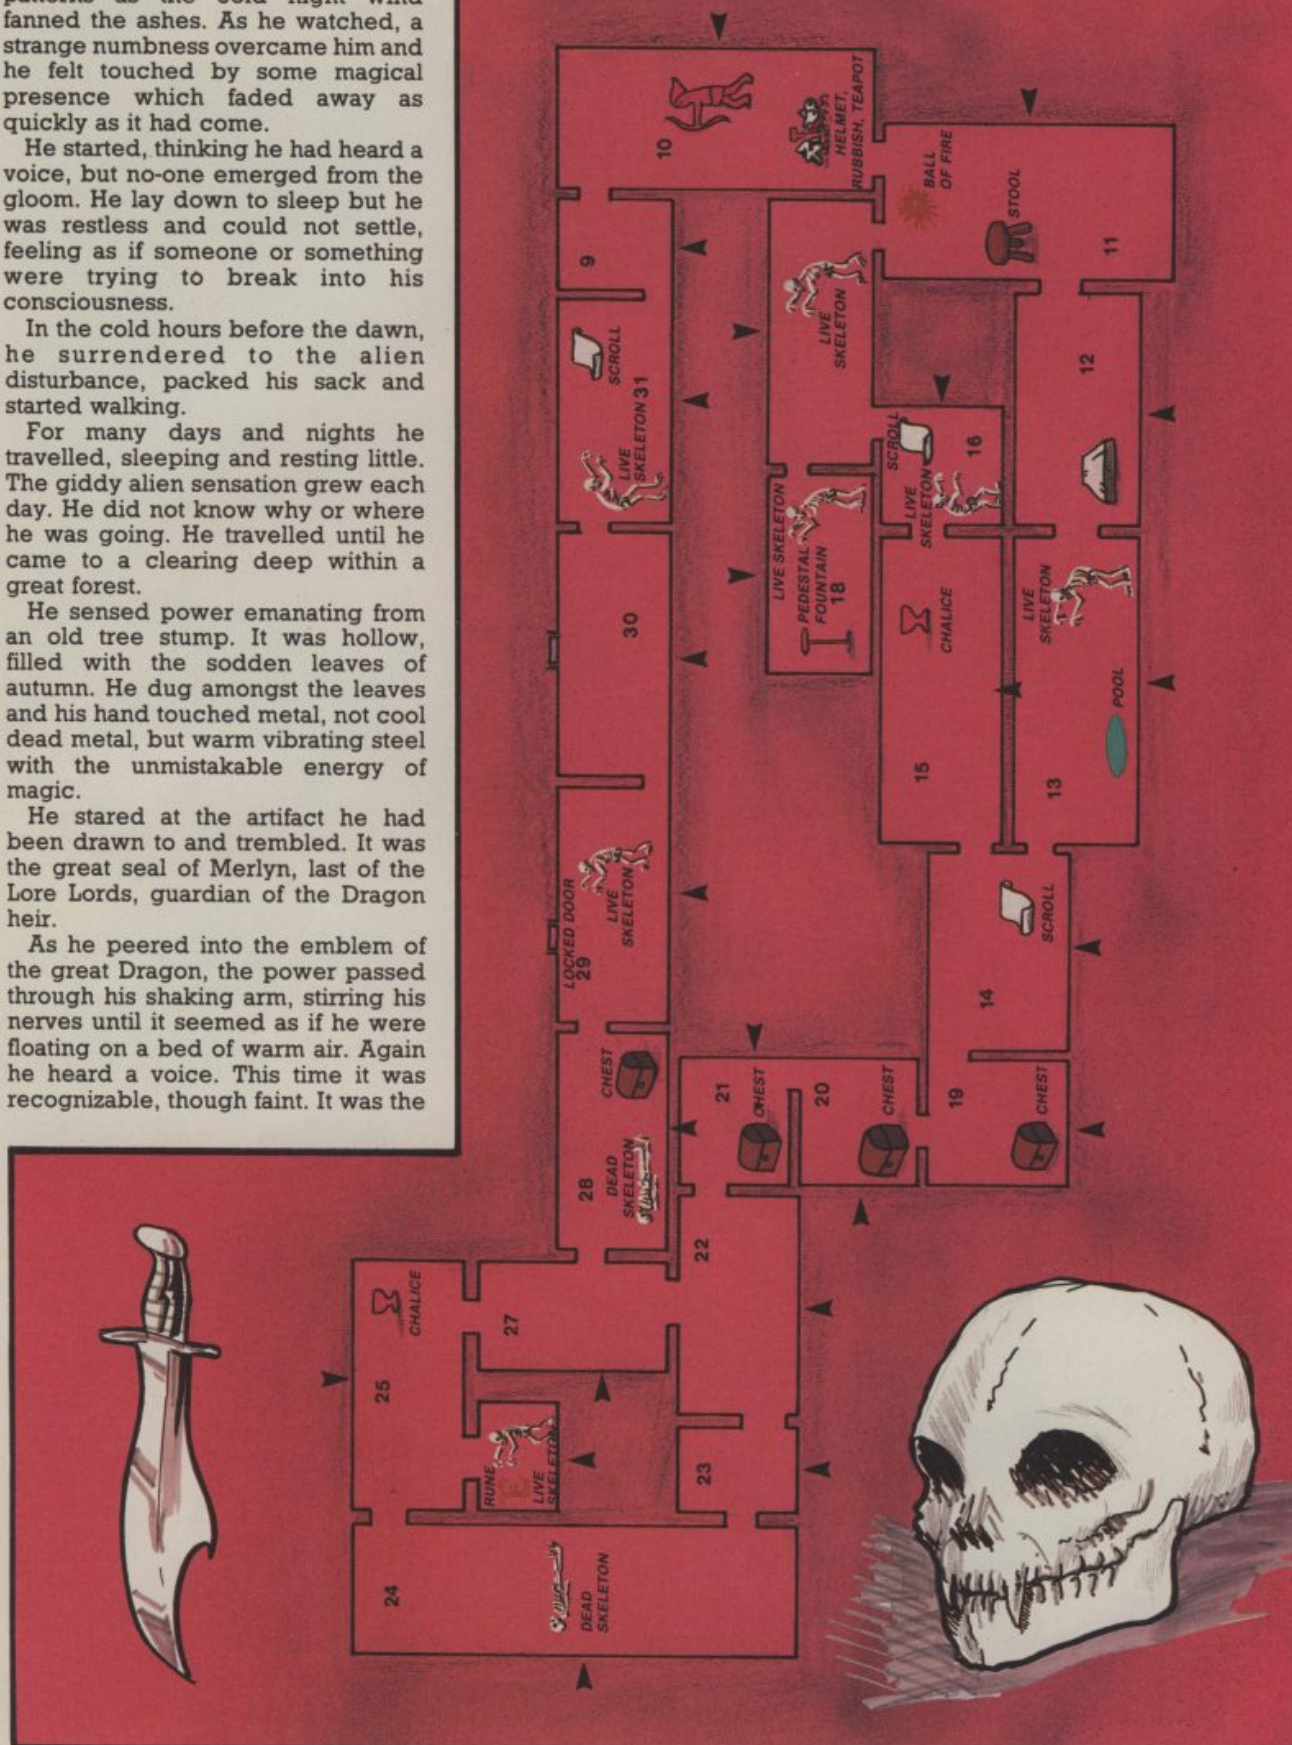 patterns as the cold night wind
fanned the ashes. As he watched, a
strange numbness overcame him and
he felt touched by some magical
presence which faded away as
quickly as it had come.
He started, thinking he had heard a
voice, but no-one emerged from the
gloom. He lay down to sleep but he
was restless and could not settle,
feeling as if someone or something
were trying to break into his
consciousness.
In the cold hours before the dawn,
he surrendered to the alien
disturbance, packed his sack and
started walking.
For many days and nights he
travelled, sleeping and resting little.
The giddy alien sensation grew each
day. He did not know why or where
he was going. He travelled until he
came to a clearing deep within a
great forest.
He sensed power emanating from
an old tree stump. It was hollow,
filled with the sodden leaves of
autumn. He dug amongst the leaves
and his hand touched metal, not cool
dead metal, but warm vibrating steel
with the unmistakable energy of
magic.
He stared at the artifact he had
been drawn to and trembled. It was
the great seal of Merlyn, last of the
Lore Lords, guardian of the Dragon
heir.
As he peered into the emblem of
the great Dragon, the power passed
through his shaking arm, stirring his
nerves until it seemed as if he were
floating on a bed of warm air. Again
he heard a voice. This time it was
recognizable, though faint. It was the
10
HELMET,
RUBBISH, TEAPOT
9
BALL
OF FIRE
STOOL
11
SCROLL
LIVE
SKELETON 31
LIVE
SKELETON
12
SCROLL
LIVE
SKELETON
16
LIVE SKELETON
PEDESTAL
FOUNTAIN
18
30
CHALICE
15
LIVE
SKELETON
POOL
13
LOCKED DOOR
29
LIVE
SKELETON
SCROLL
14
CHEST
28
DEAD
SKELETON
21
CHEST
20
CHEST
19
CHEST
22
CHALICE
25
27
RUNE
LIVE
SKELETON
23
24
DEAD
SKELETON